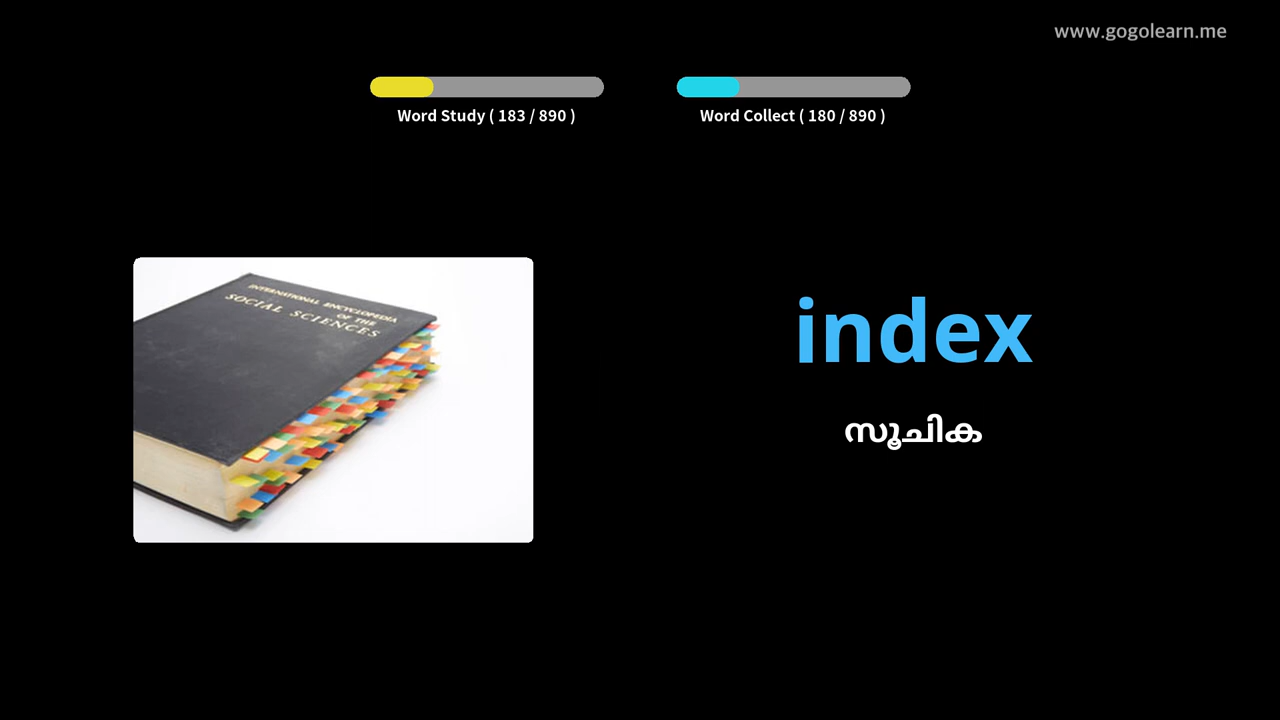 www.gogolearn.me
Word Study ( 183 / 890 )
Word Collect ( 180 / 890 )
INTERNATIONAL ENCYCLOPEDIA
OF THE
SOCIAL SCIENCES
index
സൂചിക